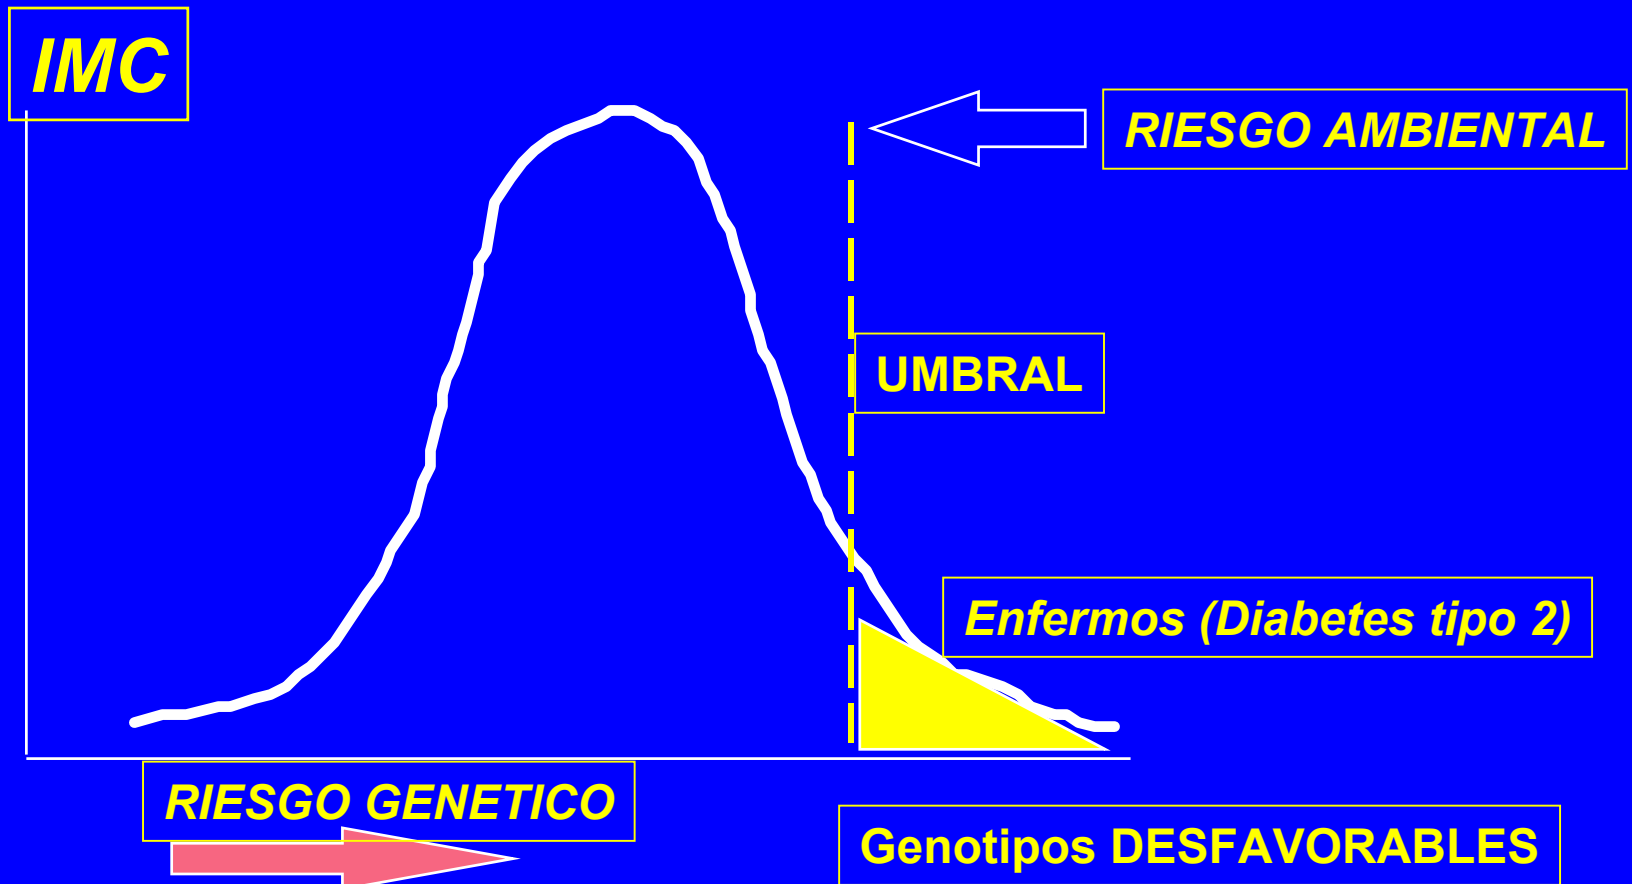 IMC
RIESGO AMBIENTAL
UMBRAL
Enfermos (Diabetes tipo 2)
RIESGO GENETICO
Genotipos DESFAVORABLES